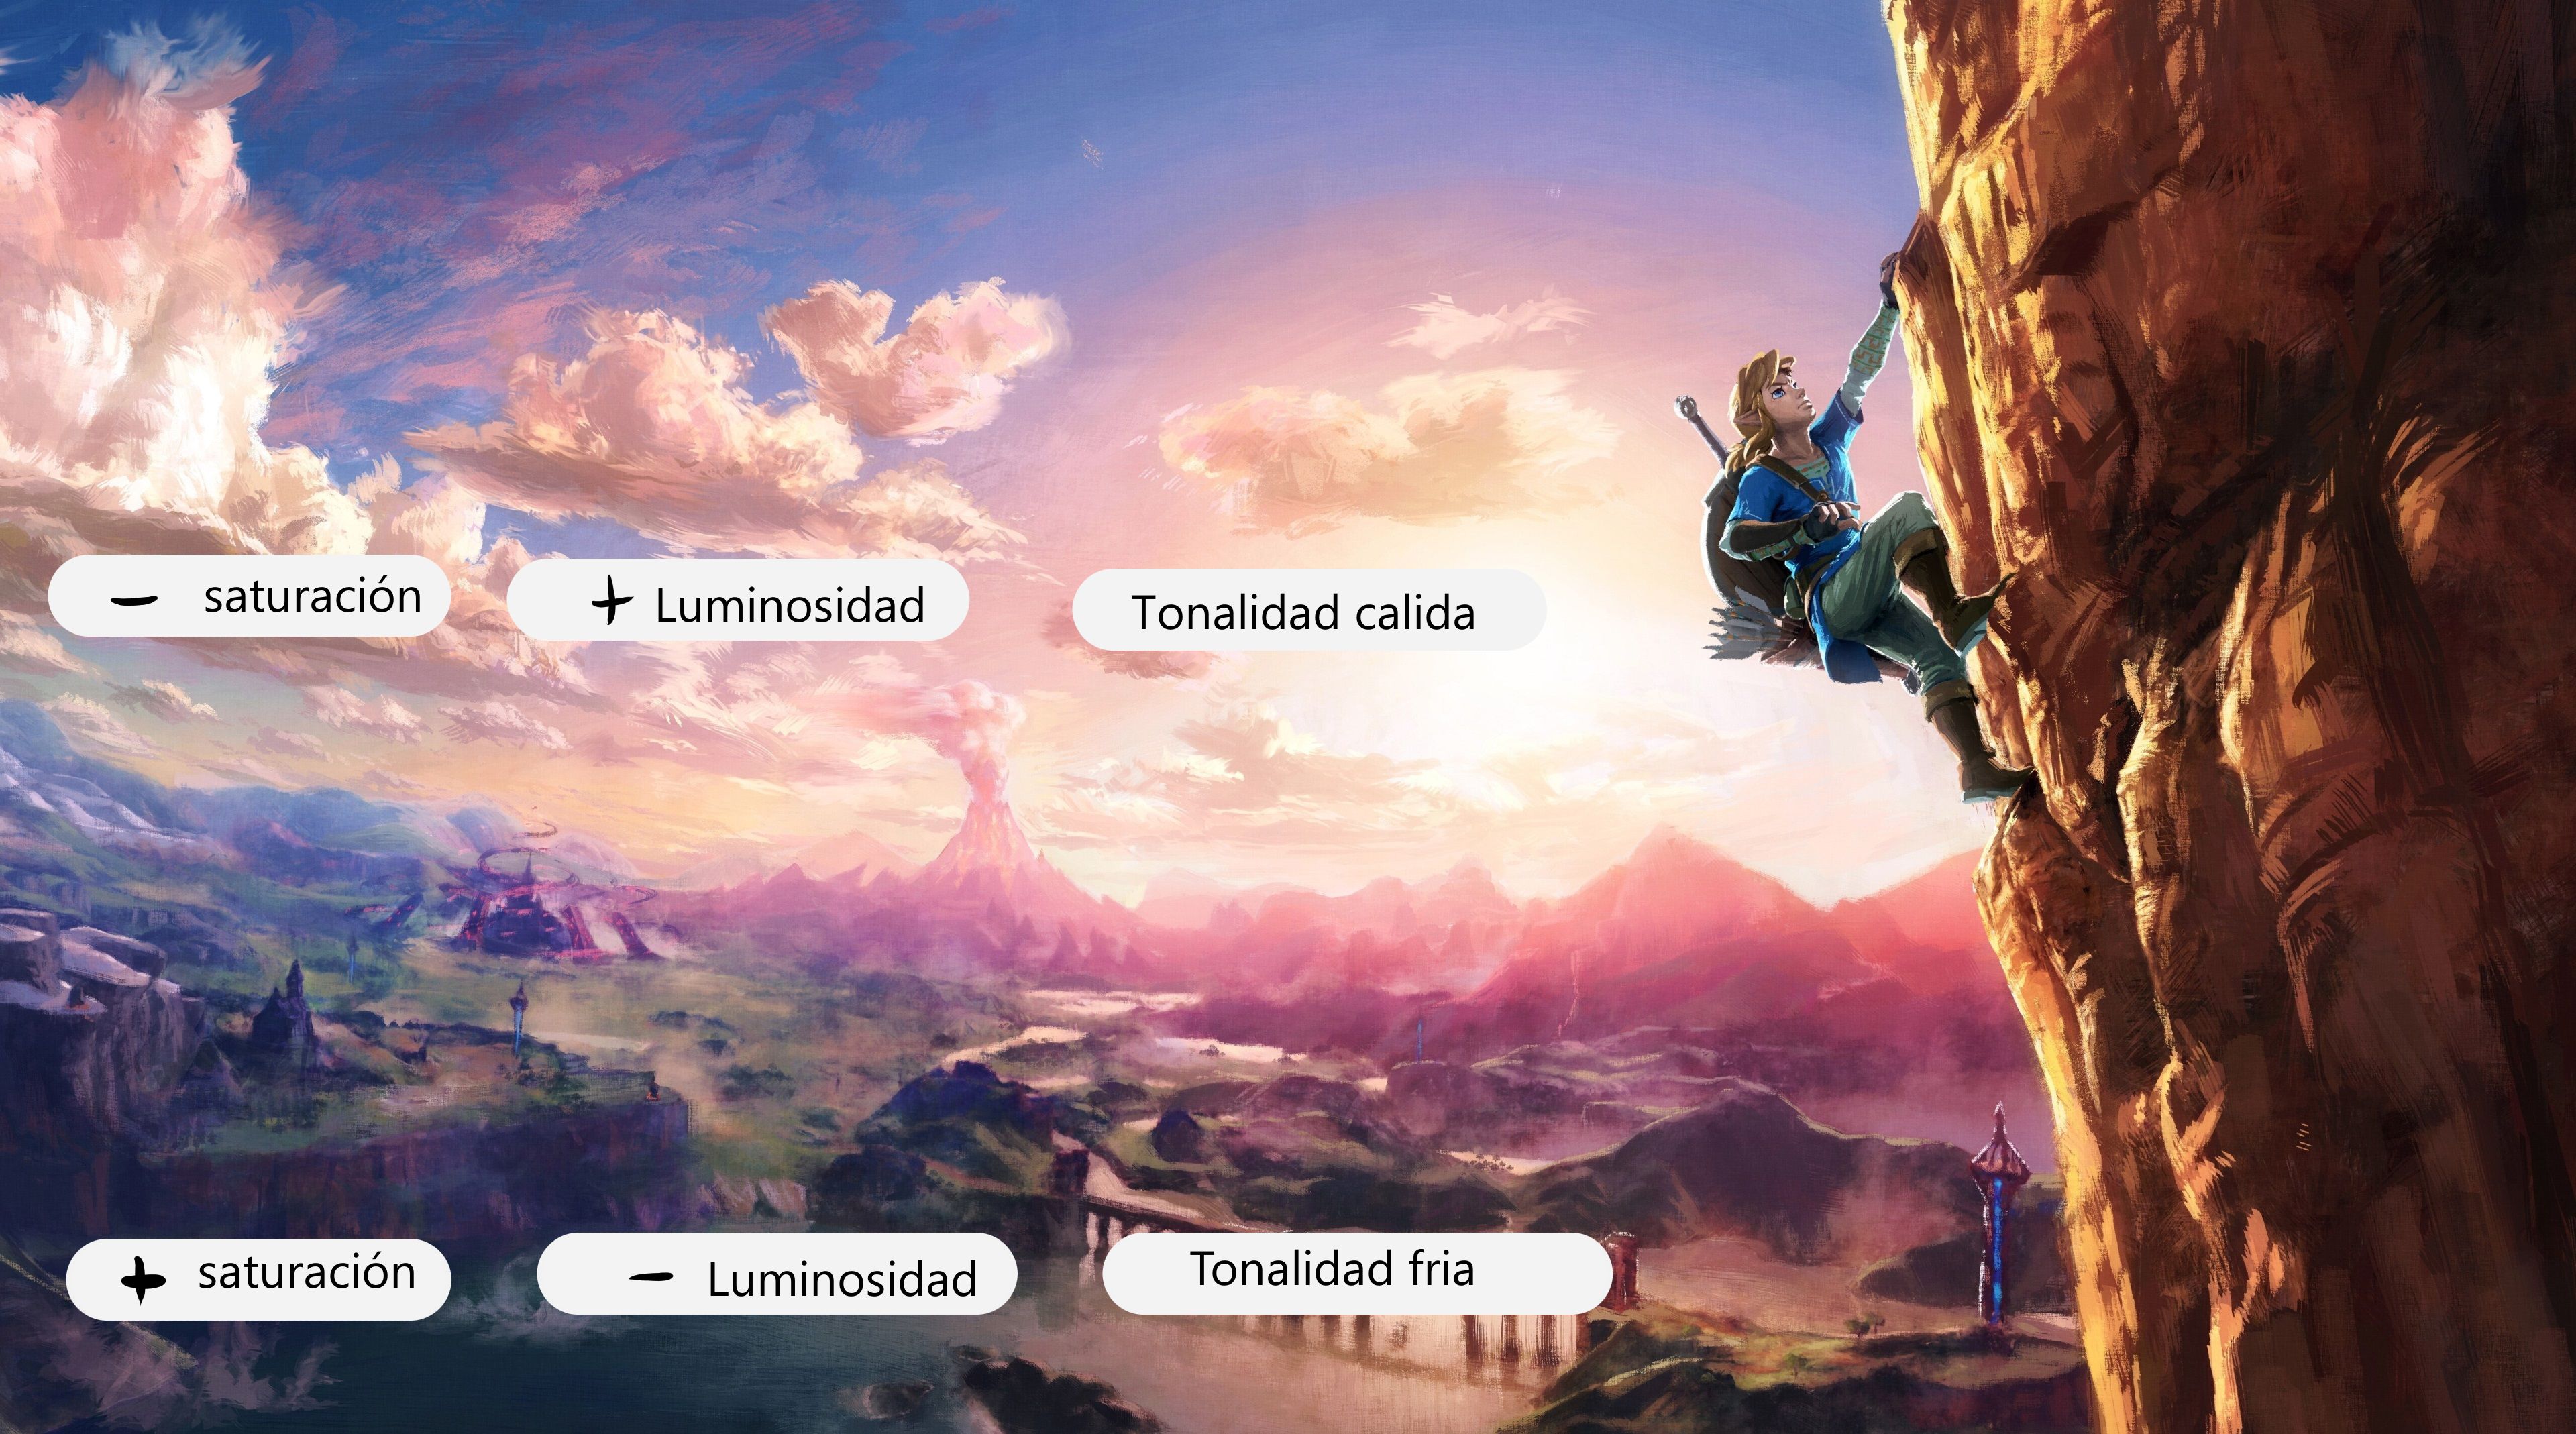 − saturación
+ Luminosidad
Tonalidad calida
+ saturación
− Luminosidad
Tonalidad fria